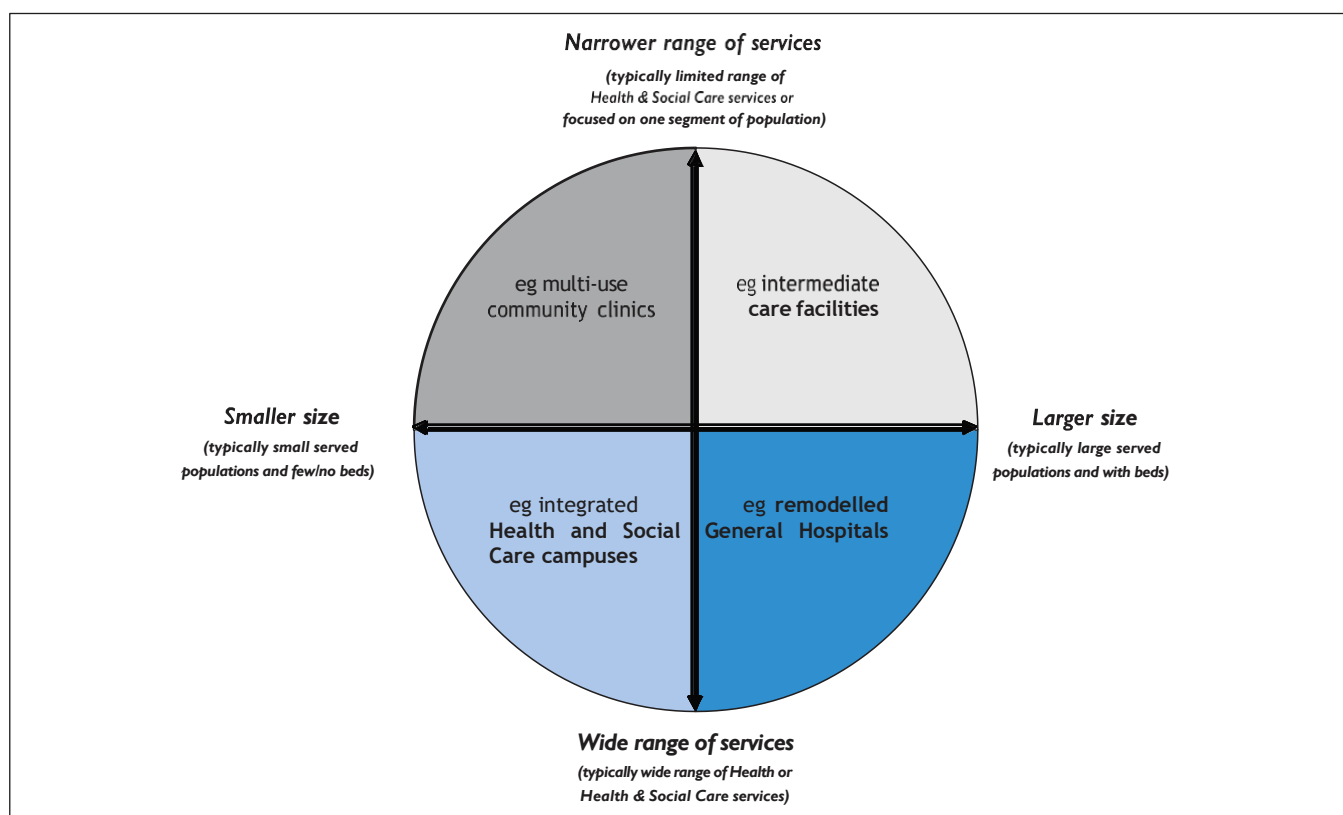 Narrower range of services
(typically limited range of
Health & Social Care services or
focused on one segment of population)
eg multi-use
community clinics
eg intermediate
care facilities
Smaller size
(typically small served
populations and few/no beds)
Larger size
(typically large served
populations and with beds)
eg integrated
Health and Social
Care campuses
eg remodelled
General Hospitals
Wide range of services
(typically wide range of Health or
Health & Social Care services)